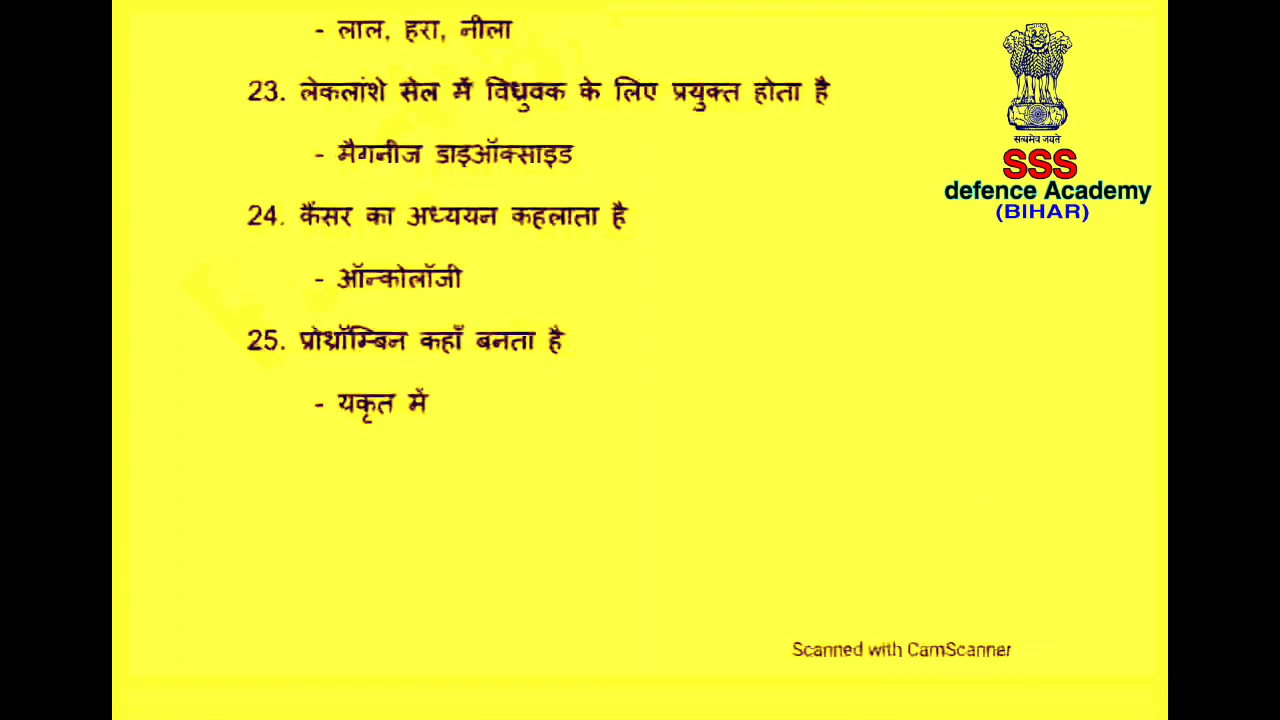 - लाल, हरा, नीला
23. लेकलांशे सेल में विध्रुवक के लिए प्रयुक्त होता है
- मैगनीज डाइऑक्साइड
24. कैंसर का अध्ययन कहलाता है
- ऑन्कोलॉजी
25. प्रोथ्रॉम्बिन कहाँ बनता है
- यकृत में
सत्यमेव जयते
SSS
defence Academy
(BIHAR)
Scanned with CamScanner